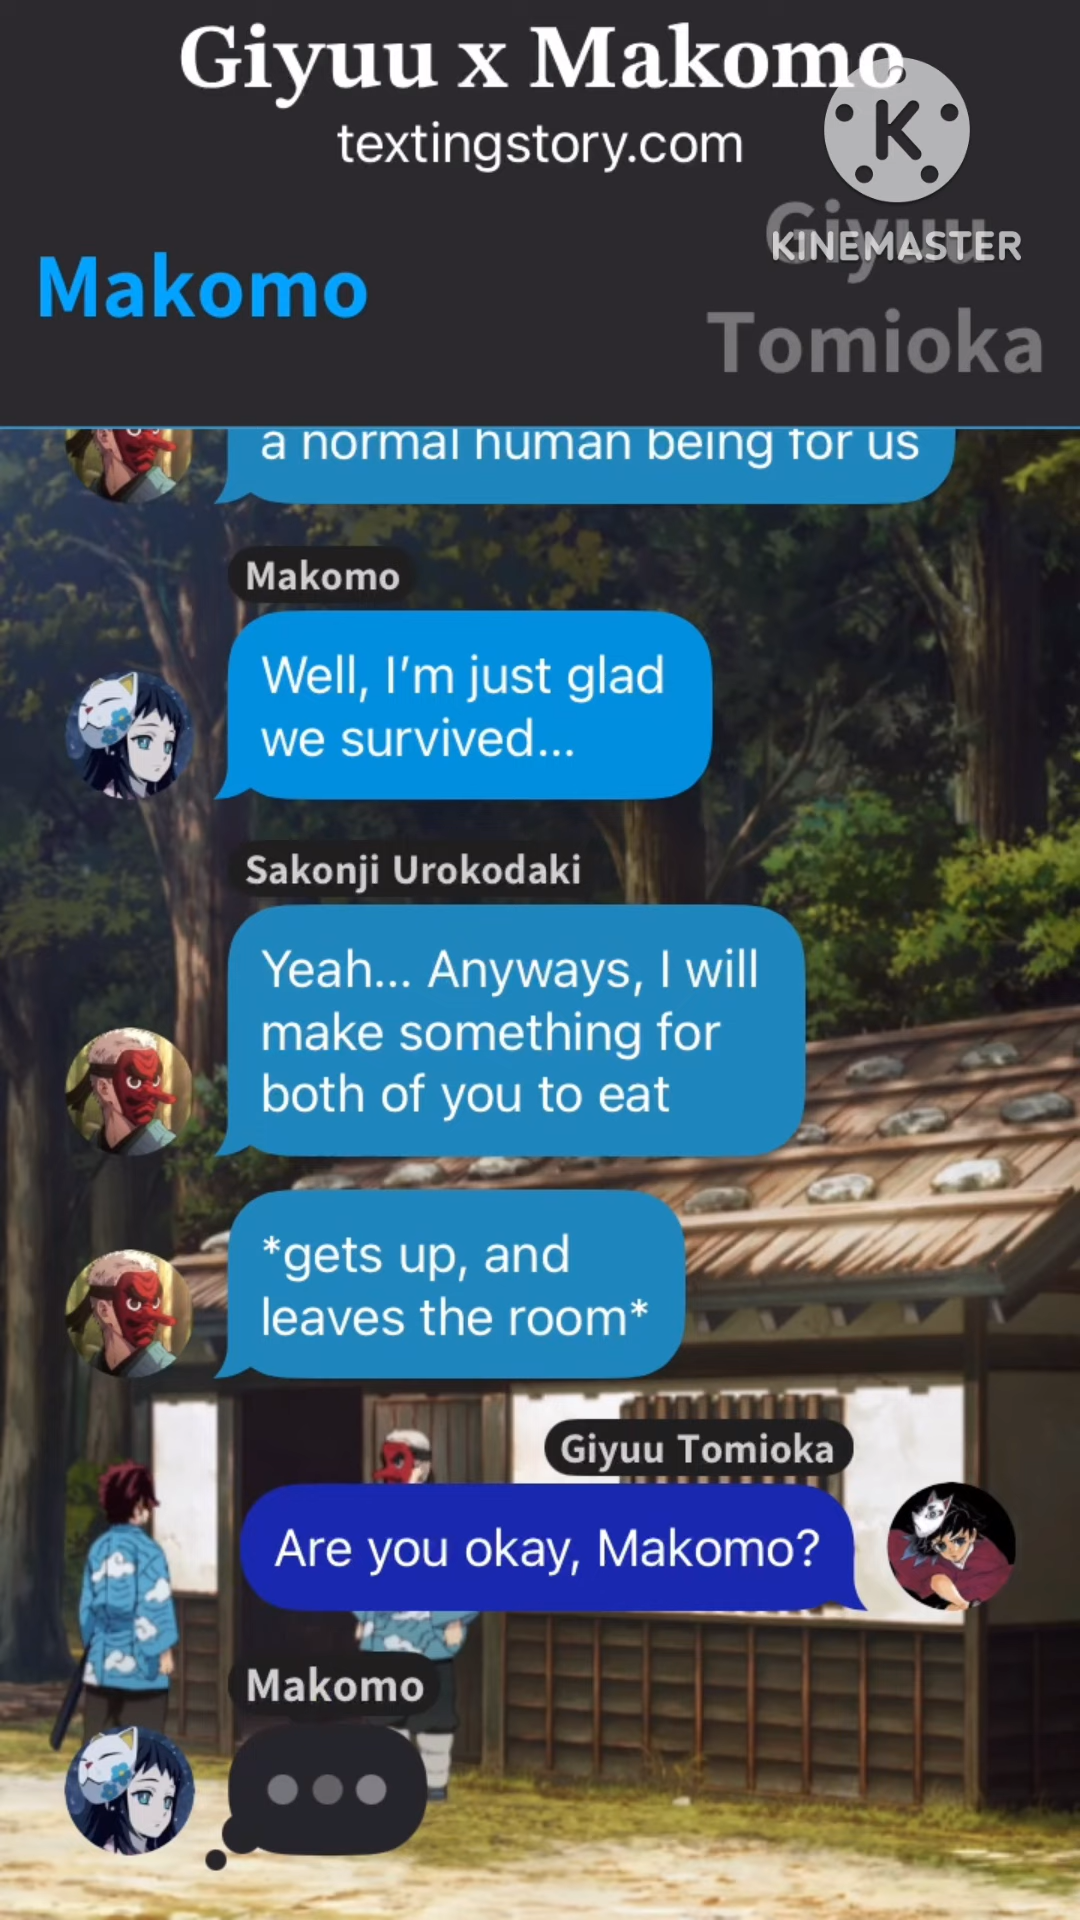 Giyuu x Makomo
textingstory.com
K
KINEMASTER
Makomo
Giyuu
Tomioka
a normal human being for us
Makomo
Well, I’m just glad
we survived...
Sakonji Urokodaki
Yeah... Anyways, I will
make something for
both of you to eat
*gets up, and
leaves the room*
Giyuu Tomioka
Are you okay, Makomo?
Makomo